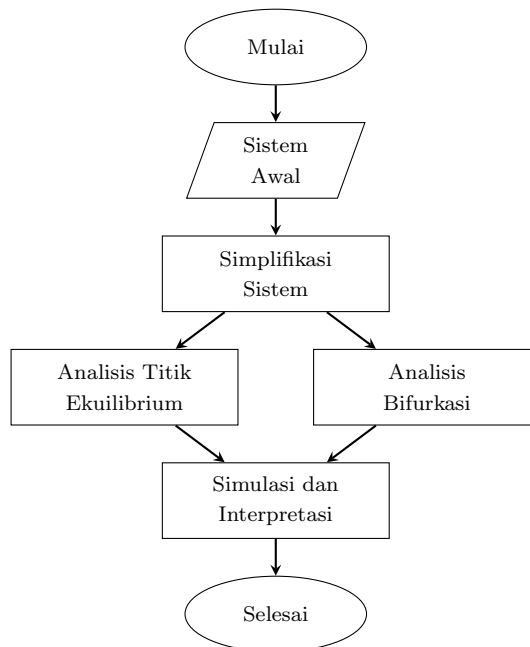 Mulai
Sistem
Awal
Simplifikasi
Sistem
Analisis Titik
Ekuilibrium
Analisis
Bifurkasi
Simulasi dan
Interpretasi
Selesai